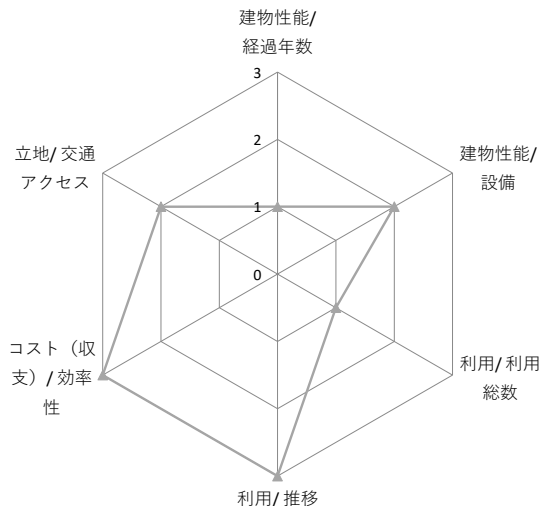 建物性能/
経過年数
3
立地/ 交通
アクセス
2
建物性能/
設備
1
0
コスト（収
支）/ 効率
性
利用/ 利用
総数
利用/ 推移